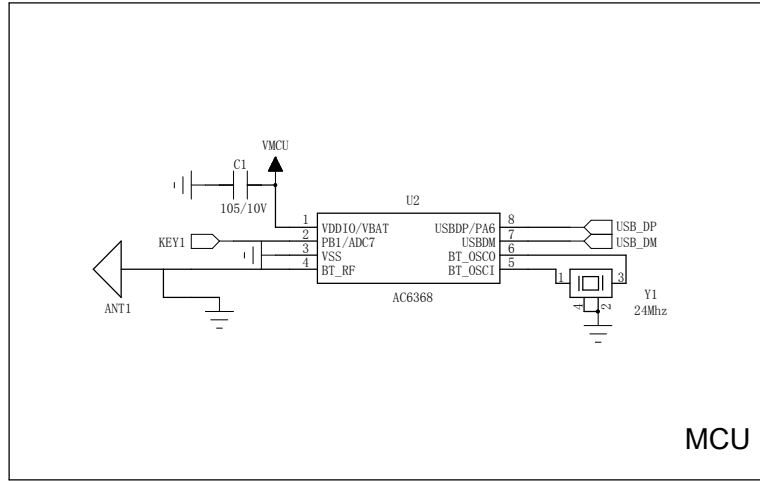 VMCU
C1
105/10V
U2
1 VDDIO/VBAT USBDP/PA6 8 USB_DP
KEY1 2 PB1/ADC7 USBDM 7 USB_DM
3 VSS BT_OSCO 6
4 BT_RF BT_OSCI 5
1 3
Y1
4 2
24Mhz
ANT1
AC6368
MCU